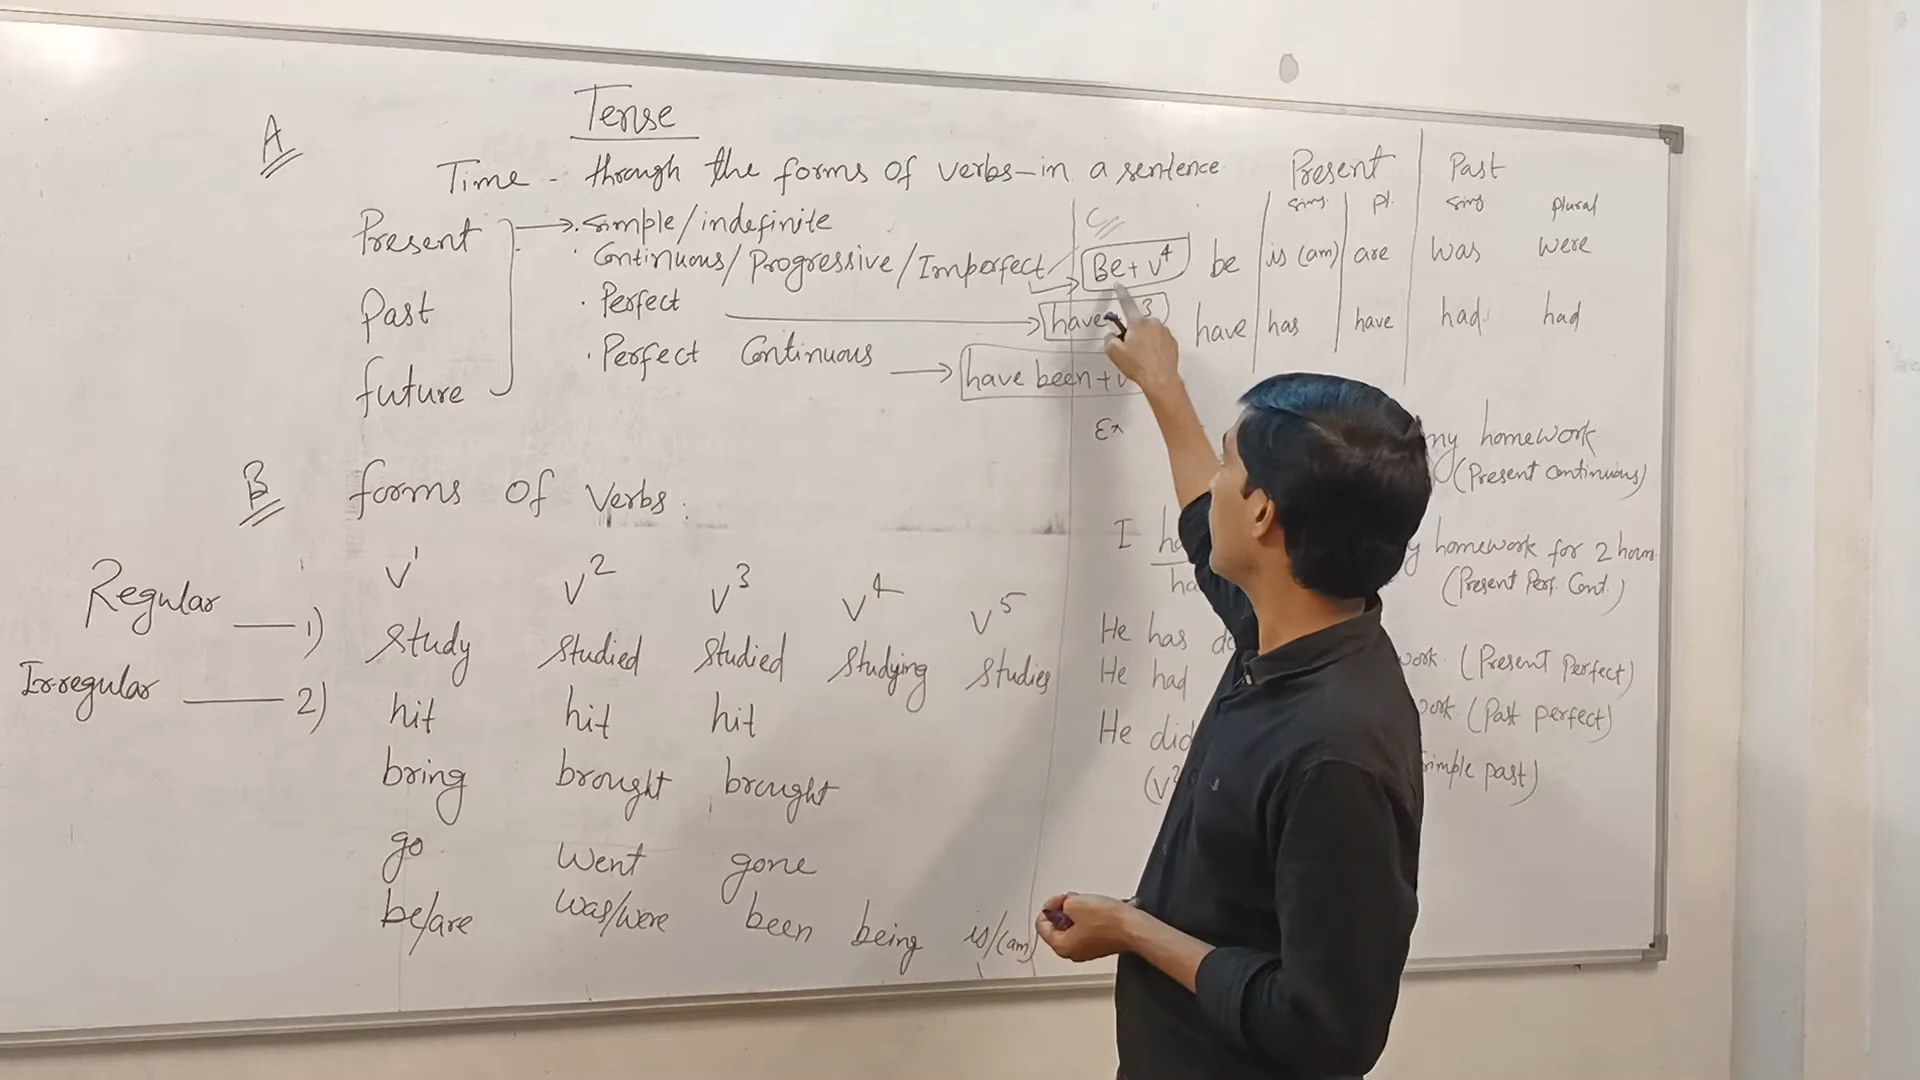 Tense
A
Time - through the forms of verbs - in a sentence
Present → . simple/indefinite
. Continuous/Progressive/Imperfect → Be + V⁴
Past
. Perfect → have 3
. Perfect Continuous → have been + v
future
C
Present | Past
sing. | pl. | sing | plural
be | is (am) | are | was | were
have | has | have | had | had
Ex my homework
(Present continuous)
B forms of Verbs :
I homework for 2 hours
(Present Perf. Cont.)
He has
(Present Perfect)
He had
(Past perfect)
He did
simple past)
V¹ V² V³ V⁴ V⁵
Regular — 1) study studied studied studying studies
Irregular — 2) hit hit hit
bring brought brought
go went gone
be/are was/were been being is/(am)